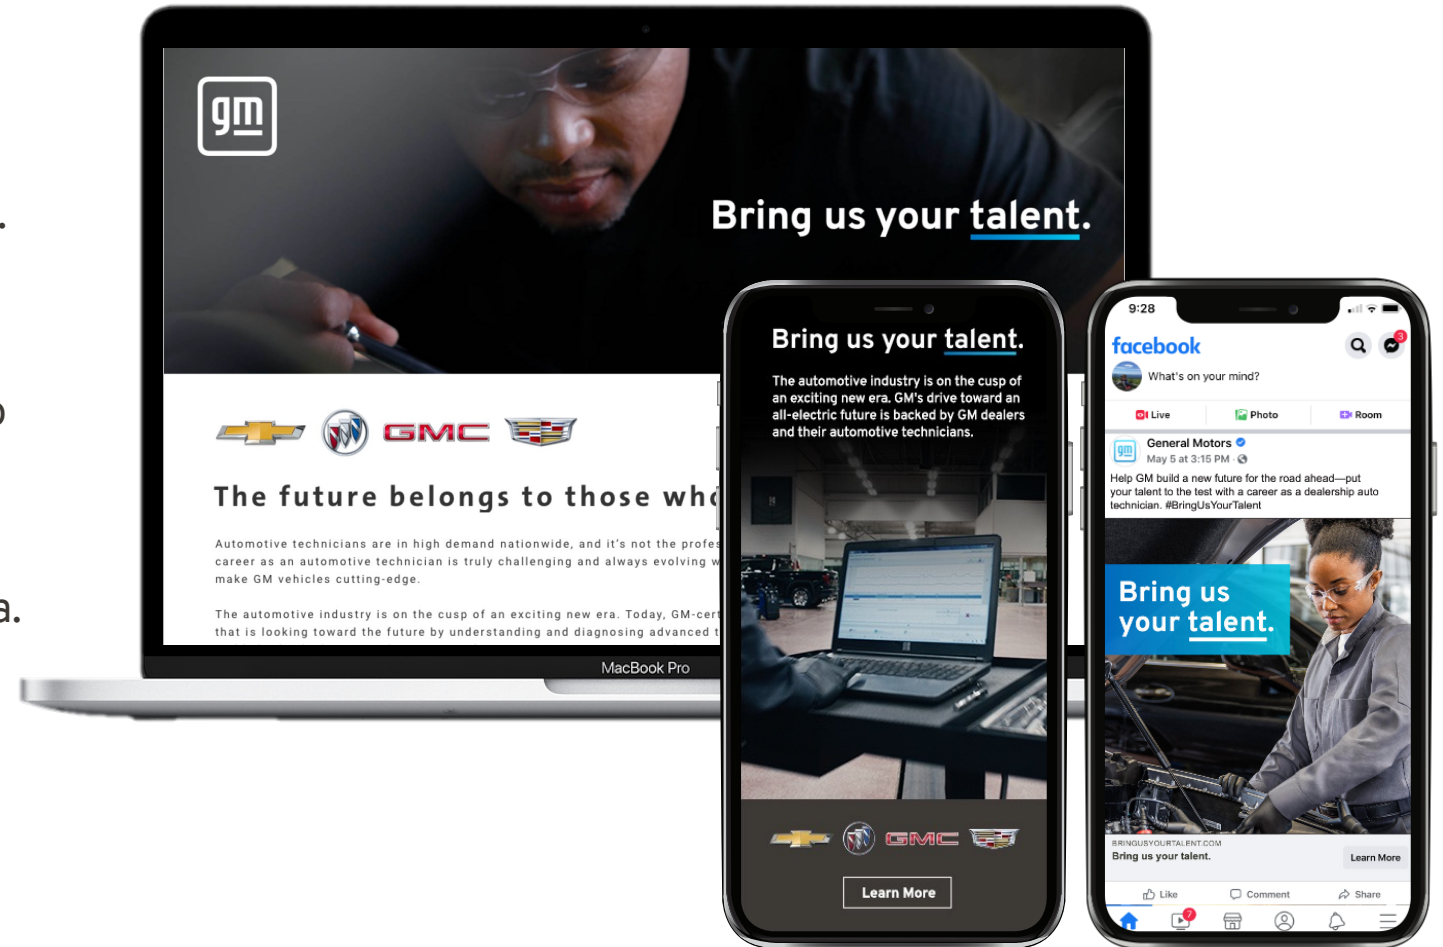 gm
Bring us your talent.
GMC
The future belongs to those who
Automotive technicians are in high demand nationwide, and it's not the
career as an automotive technician is truly challenging and always evolving
make GM vehicles cutting-edge.
The automotive industry is on the cusp of an exciting new era. Today,
that is looking toward the future by understanding and diagnosing advanced
MacBook Pro
Bring us your talent.
The automotive industry is on the cusp of
an exciting new era. GM's drive toward an
all-electric future is backed by GM dealers
and their automotive technicians.
GMC
Learn More
9:28
facebook
3
What's on your mind?
Live Photo Room
gm
General Motors
May 5 at 3:15 PM ·
Help GM build a new future for the road ahead—put
your talent to the test with a career as a dealership auto
technician. #BringUsYourTalent
Bring us
your talent.
BRINGUSYOURTALENT.COM
Bring us your talent.
Learn More
Like Comment Share
7